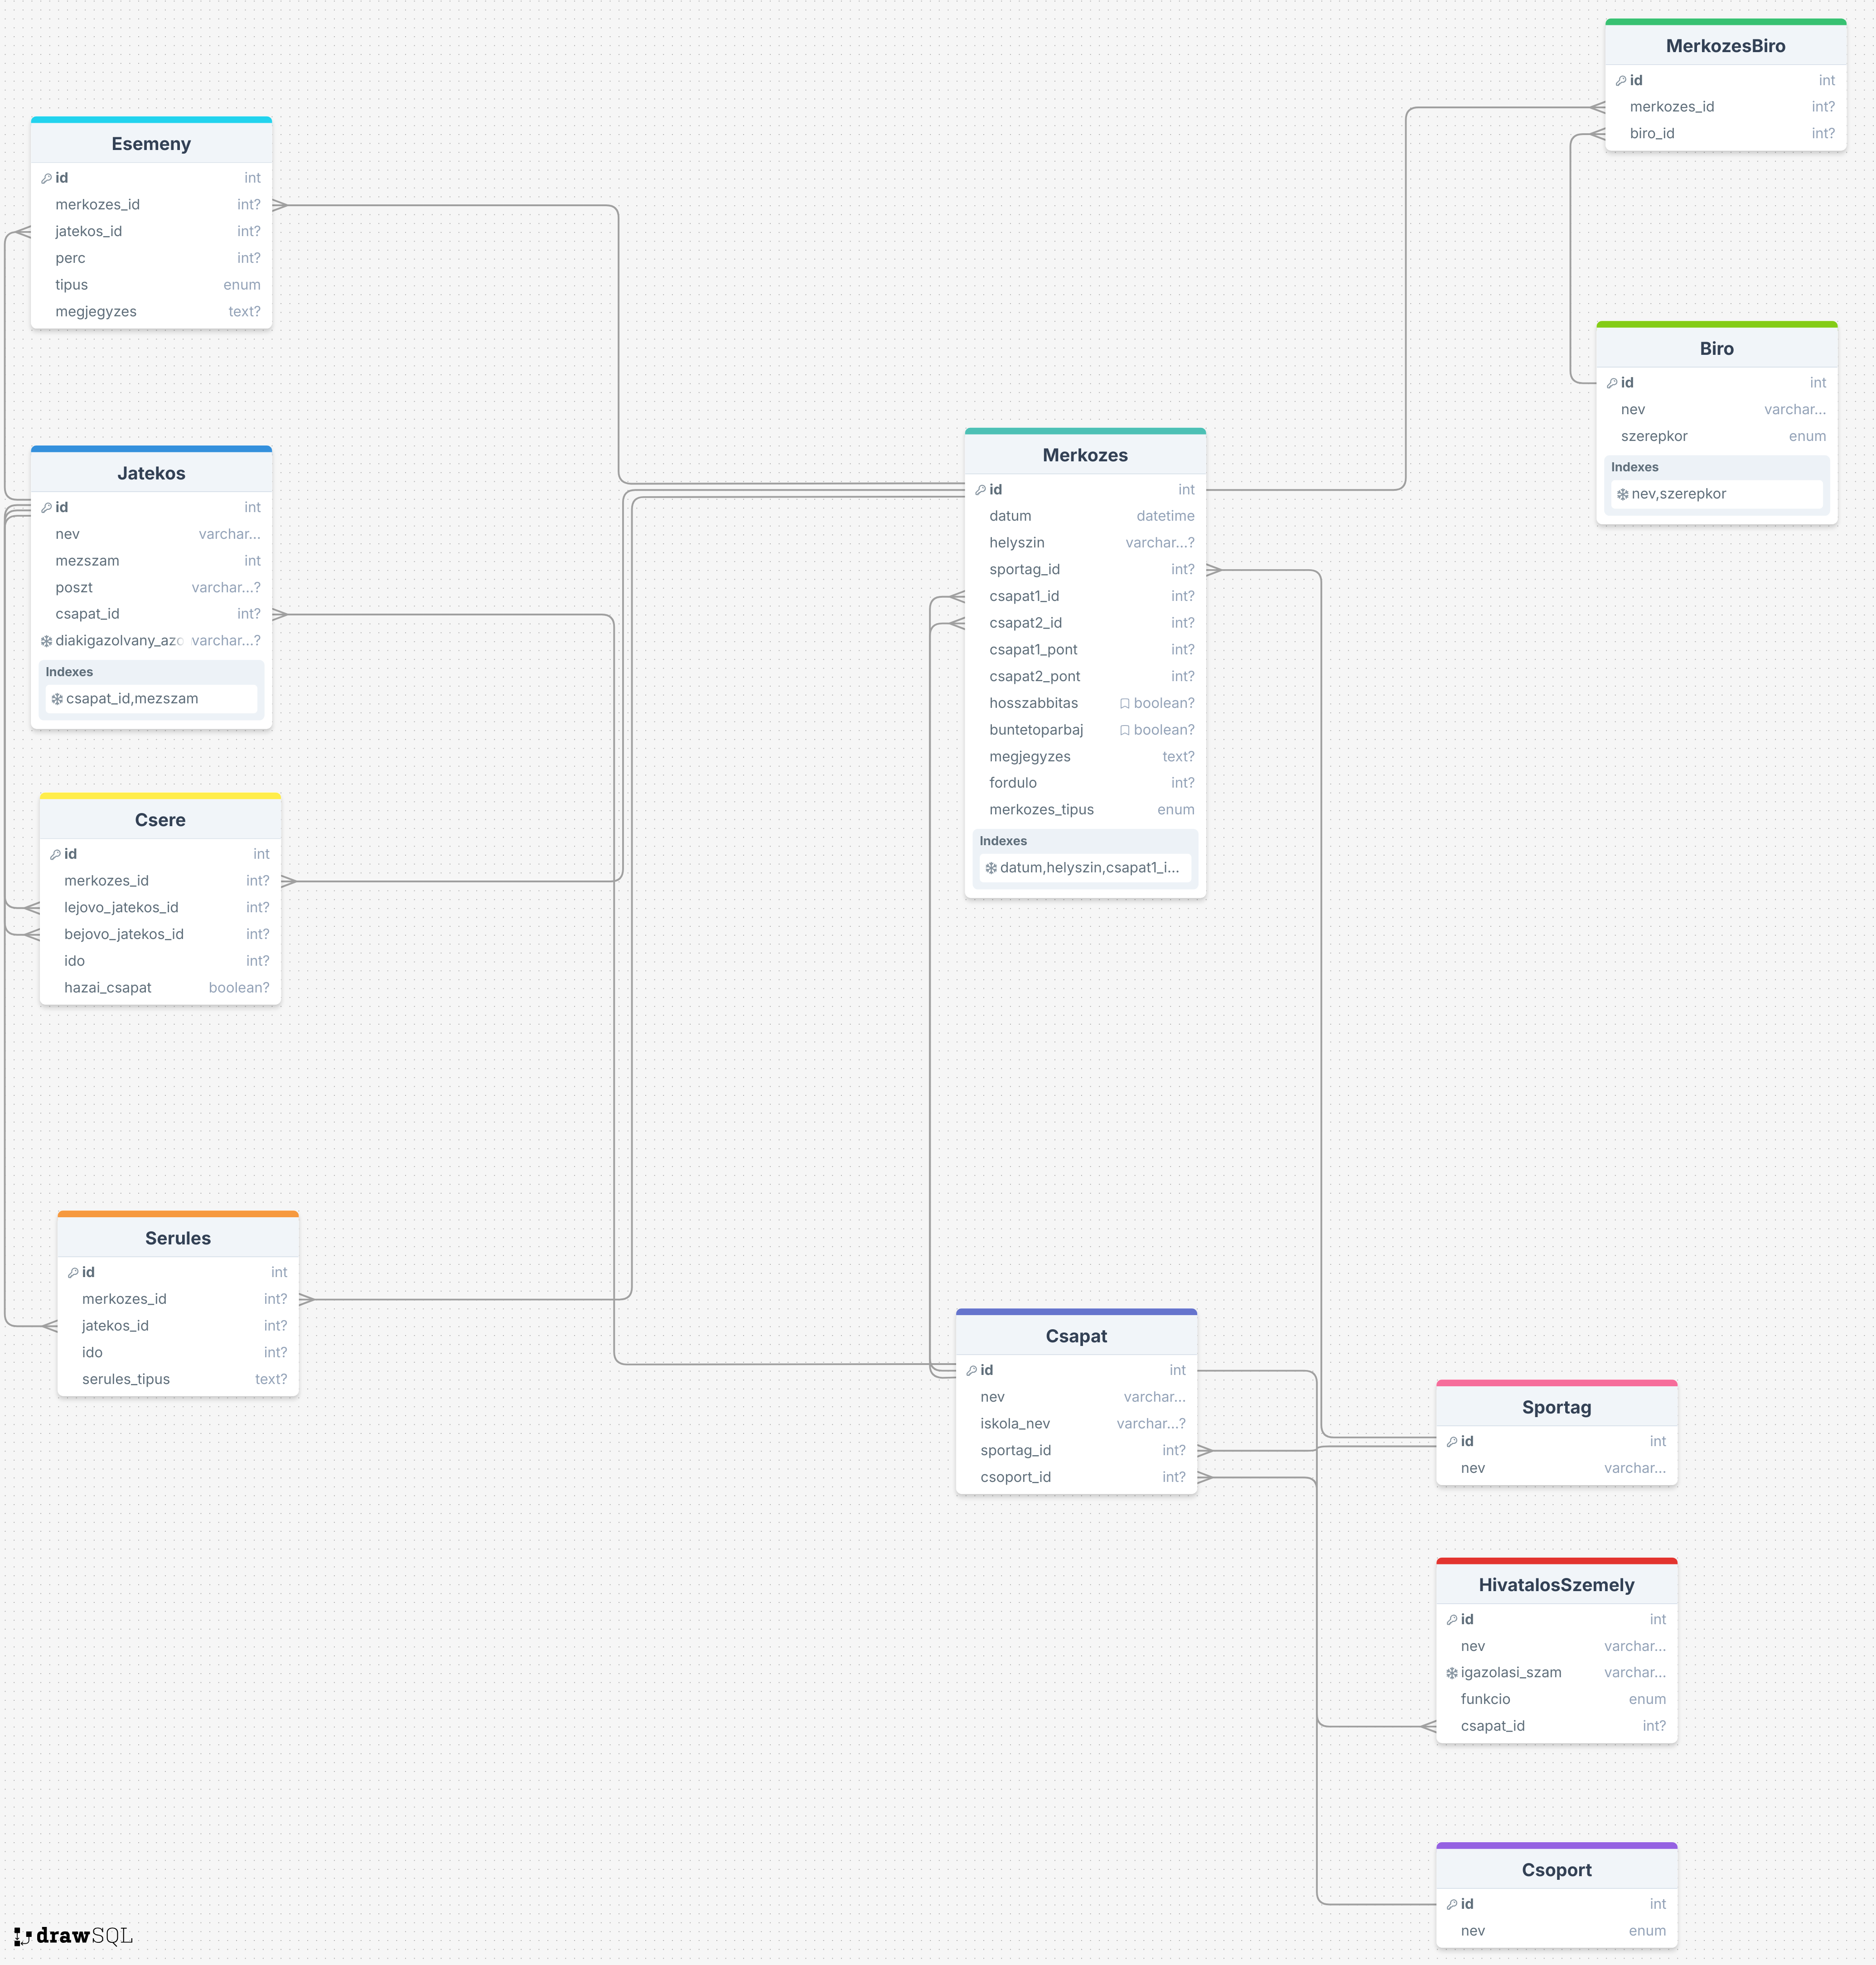 MerkozesBiro
id int
merkozes_id int?
biro_id int?
Esemeny
id int
merkozes_id int?
jatekos_id int?
perc int?
tipus enum
megjegyzes text?
Biro
id int
nev varchar...
szerepkor enum
Indexes
nev,szerepkor
Jatekos
id int
nev varchar...
mezszam int
poszt varchar...?
csapat_id int?
diakigazolvany_azo varchar...?
Indexes
csapat_id,mezszam
Merkozes
id int
datum datetime
helyszin varchar...?
sportag_id int?
csapat1_id int?
csapat2_id int?
csapat1_pont int?
csapat2_pont int?
hosszabbitas boolean?
buntetoparbaj boolean?
megjegyzes text?
fordulo int?
merkozes_tipus enum
Indexes
datum,helyszin,csapat1_i...
Csere
id int
merkozes_id int?
lejovo_jatekos_id int?
bejovo_jatekos_id int?
ido int?
hazai_csapat boolean?
Serules
id int
merkozes_id int?
jatekos_id int?
ido int?
serules_tipus text?
Csapat
id int
nev varchar...
iskola_nev varchar...?
sportag_id int?
csoport_id int?
Sportag
id int
nev varchar...
HivatalosSzemely
id int
nev varchar...
igazolasi_szam varchar...
funkcio enum
csapat_id int?
Csoport
id int
nev enum
drawSQL